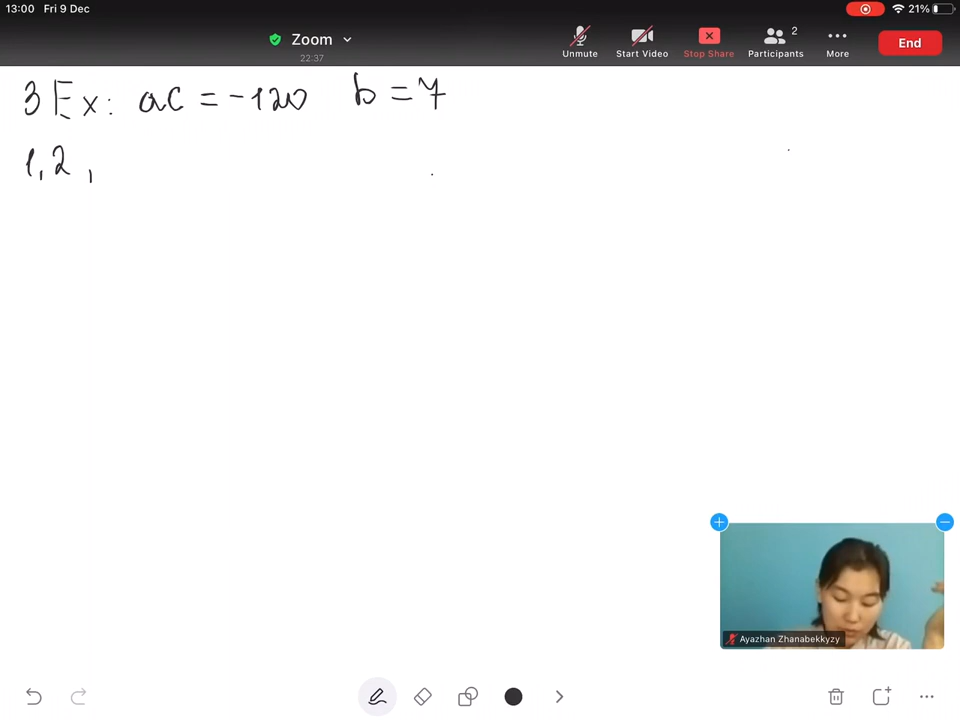 13:00 Fri 9 Dec
21%
Zoom
22:37
Unmute
Start Video
Stop Share
Participants 2
More
End
3 Ex: ac = -120 b = 7
1, 2 ,
Ayazhan Zhanabekkyzy